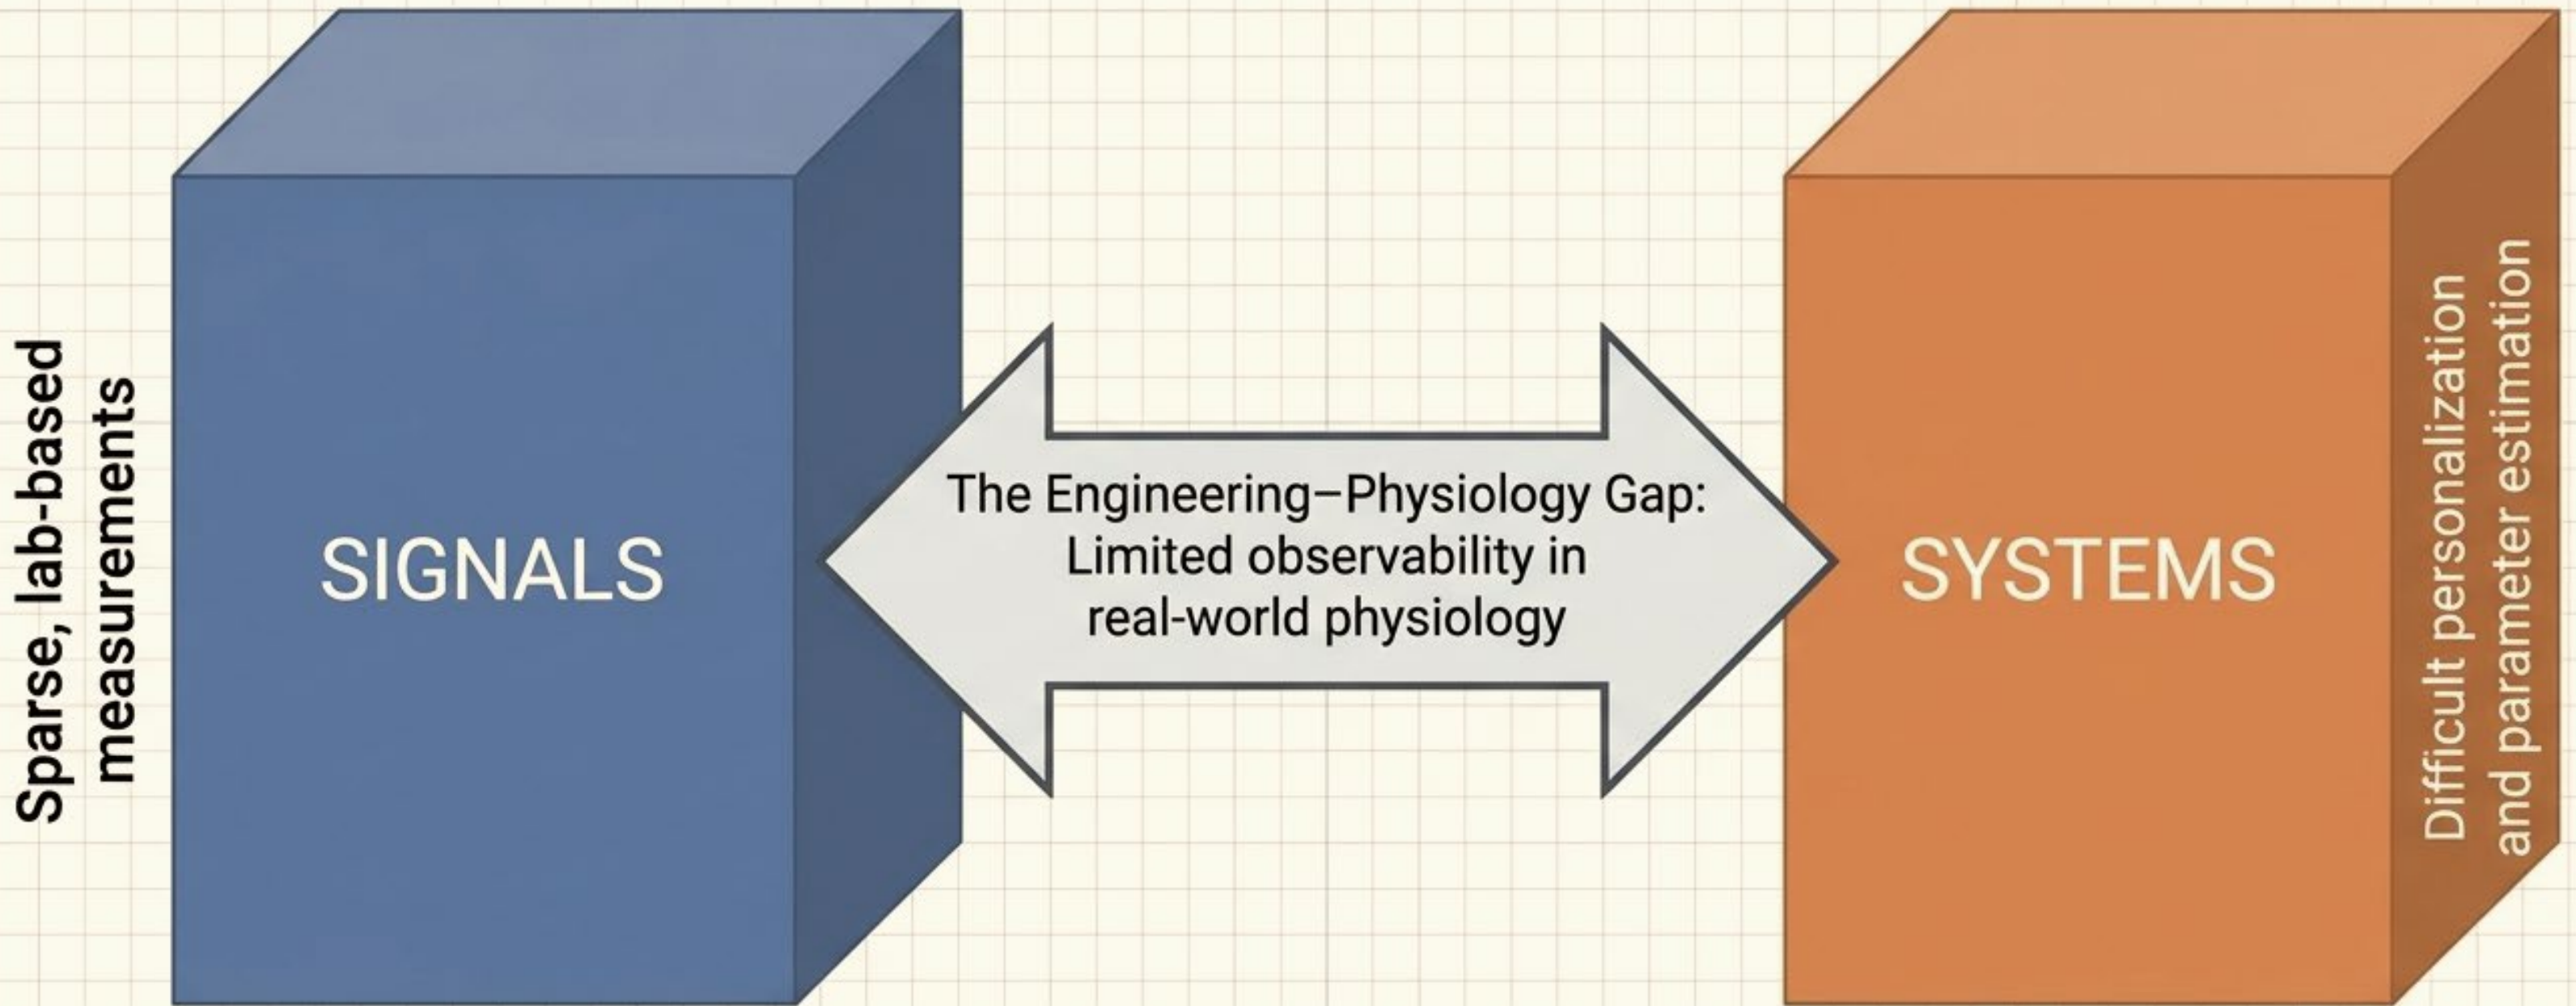 Sparse, lab-based
measurements
SIGNALS
The Engineering–Physiology Gap:
Limited observability in
real-world physiology
SYSTEMS
Difficult personalization
and parameter estimation